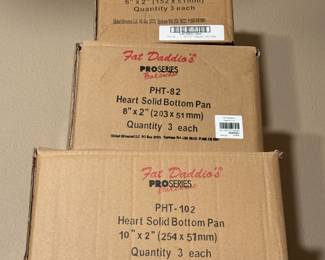 6" x 2" (152 x 51mm)
Quantity 3 each
Fat Daddio's
PROSERIES
PHT-82
Heart Solid Bottom Pan
8" x 2" (203 x 51mm)
Quantity 3 each
Fat Daddio's
PROSERIES
PHT-102
Heart Solid Bottom Pan
10" x 2" (254 x 51mm)
Quantity 3 each